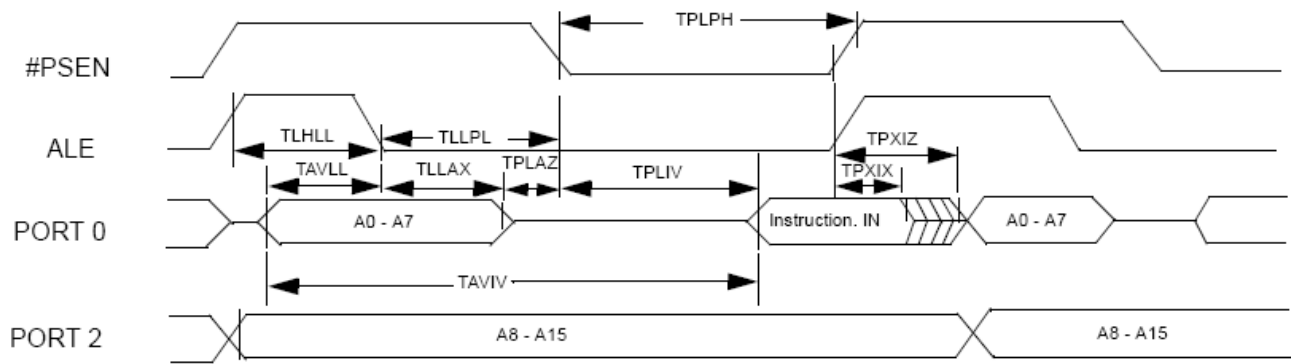 TPLPH
#PSEN
ALE
TLHLL
TLLPL
TPXIZ
TAVLL
TLLAX
TPLAZ
TPLIV
TPXIX
PORT 0
A0 - A7
Instruction. IN
A0 - A7
TAVIV
PORT 2
A8 - A15
A8 - A15